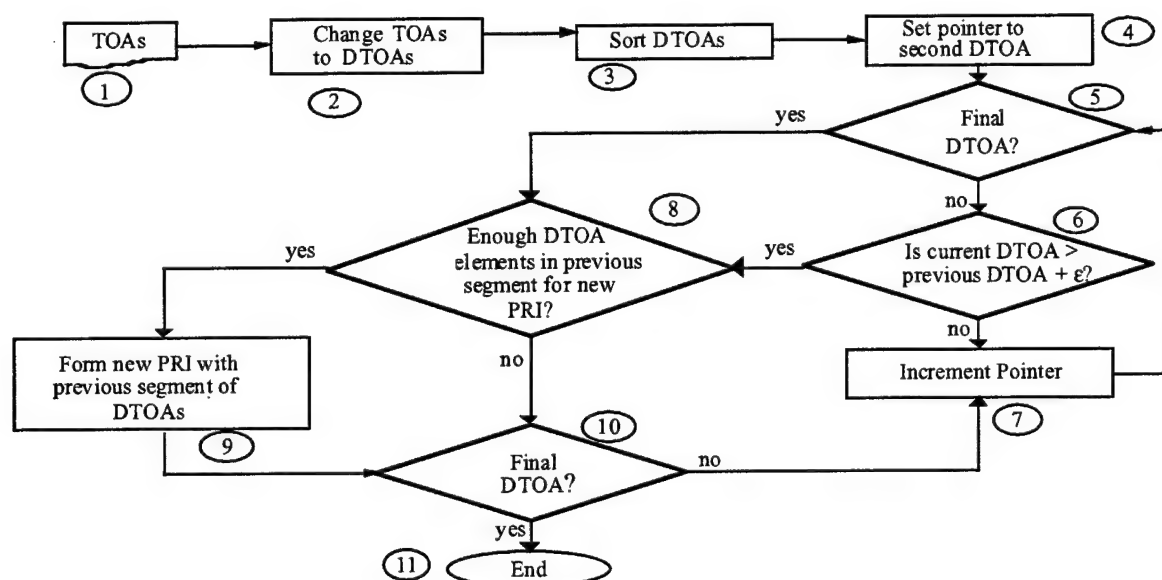 TOAs
1
Change TOAs
to DTOAs
2
Sort DTOAs
3
Set pointer to
second DTOA
4
5
Final
DTOA?
yes
no
6
Is current DTOA >
previous DTOA + ε?
yes
no
8
Enough DTOA
elements in previous
segment for new
PRI?
yes
no
Form new PRI with
previous segment of
DTOAs
9
Increment Pointer
7
10
Final
DTOA?
no
yes
11
End